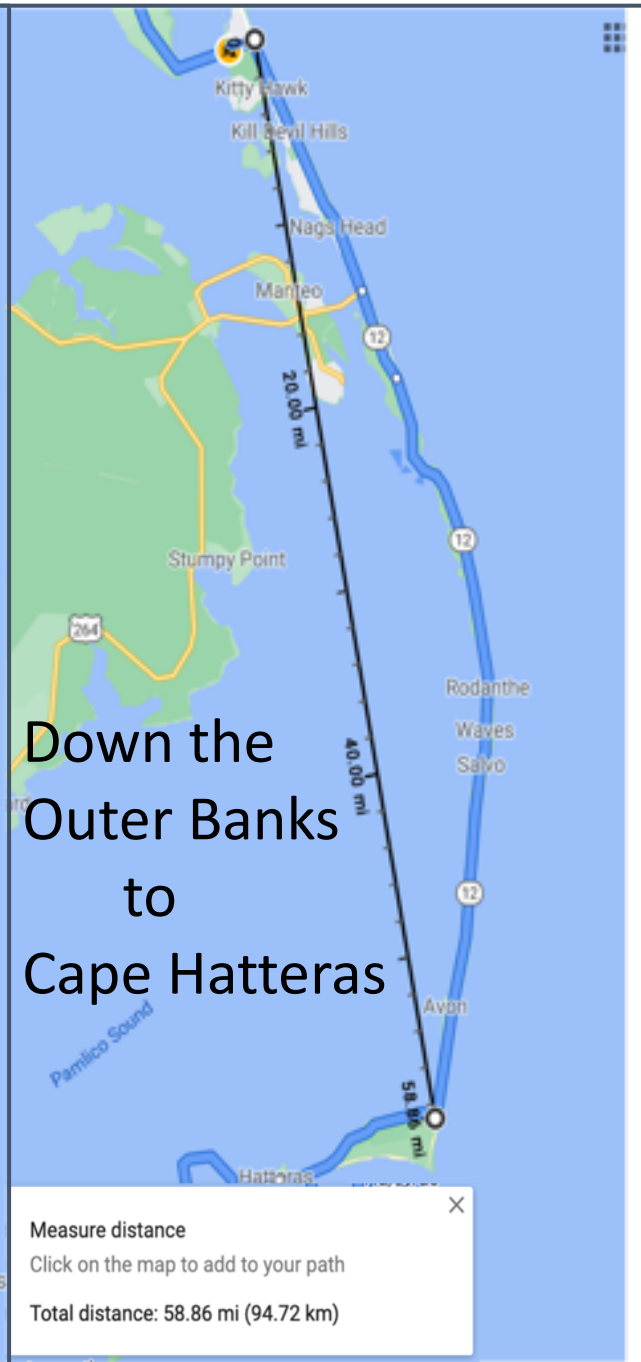 Kitty Hawk
Kill Devil Hills
Nags Head
Manteo
12
20.00 mi
12
Stumpy Point
264
Rodanthe
Down the
Waves
40.00 mi
Salvo
Outer Banks
to
12
Cape Hatteras
Avon
Pamlico Sound
58.86 mi
Hatteras
Measure distance
Click on the map to add to your path
Total distance: 58.86 mi (94.72 km)